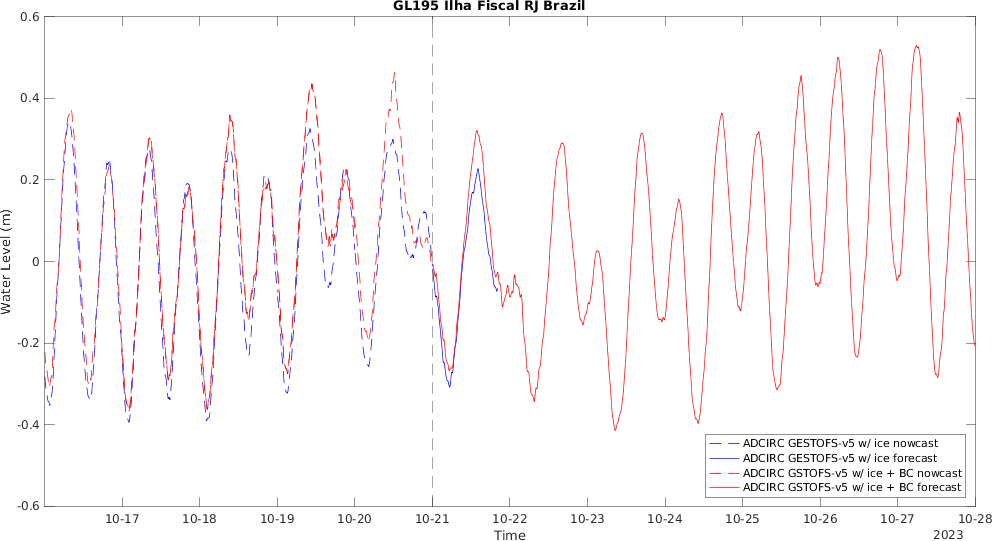 GL195 Ilha Fiscal RJ Brazil
0.6
0.4
0.2
0
-0.2
-0.4
-0.6
Water Level (m)
10-17 10-18 10-19 10-20 10-21 10-22 10-23 10-24 10-25 10-26 10-27 10-28
Time
2023
ADCIRC GESTOFS-v5 w/ ice nowcast
ADCIRC GESTOFS-v5 w/ ice forecast
ADCIRC GSTOFS-v5 w/ ice + BC nowcast
ADCIRC GSTOFS-v5 w/ ice + BC forecast